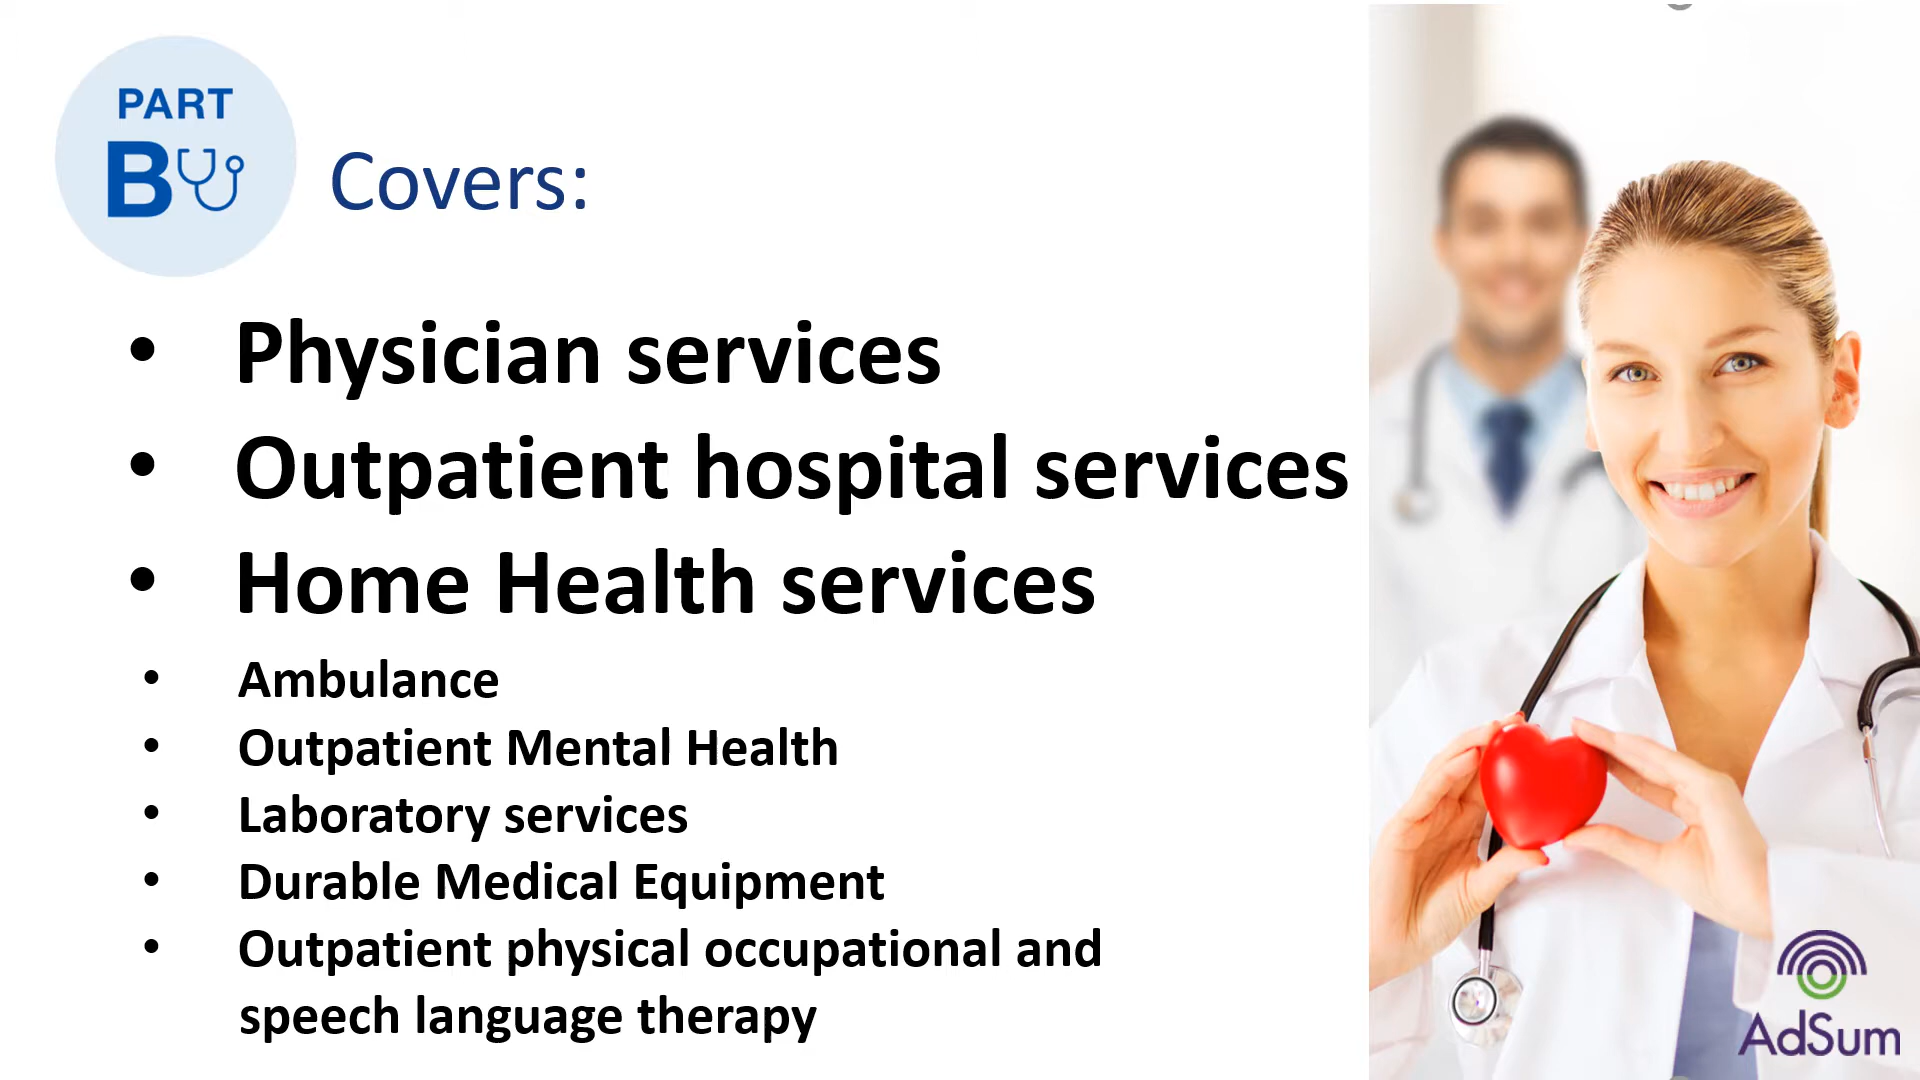 PART
B
Covers:
• Physician services
• Outpatient hospital services
• Home Health services
• Ambulance
• Outpatient Mental Health
• Laboratory services
• Durable Medical Equipment
• Outpatient physical occupational and
speech language therapy
AdSum